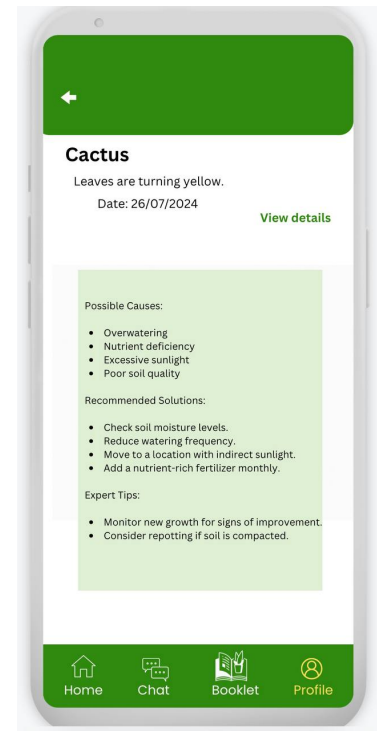 Cactus
Leaves are turning yellow.
Date: 26/07/2024
View details
Possible Causes:
• Overwatering
• Nutrient deficiency
• Excessive sunlight
• Poor soil quality
Recommended Solutions:
• Check soil moisture levels.
• Reduce watering frequency.
• Move to a location with indirect sunlight.
• Add a nutrient-rich fertilizer monthly.
Expert Tips:
• Monitor new growth for signs of improvement.
• Consider repotting if soil is compacted.
Home Chat Booklet Profile